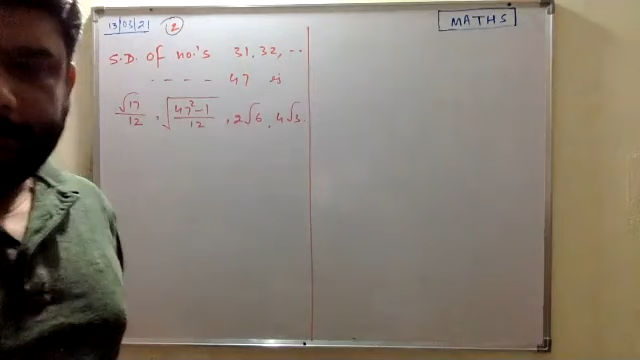 13/03/21
2
MATHS
S.D. of no.'s 31, 32, --
- - - - 47 is
√17/12, √((47²-1)/12), 2√6, 4√3.